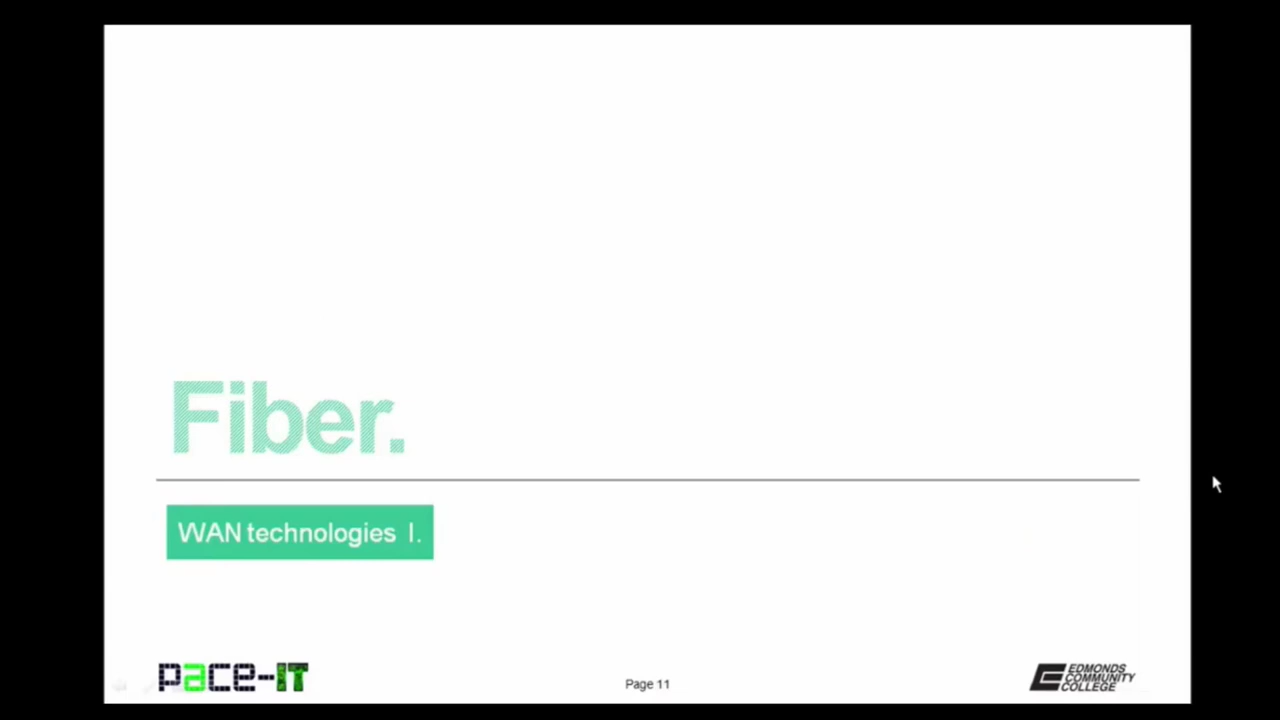 Fiber.
WAN technologies I.
pace-IT
Page 11
EDMONDS
COMMUNITY
COLLEGE